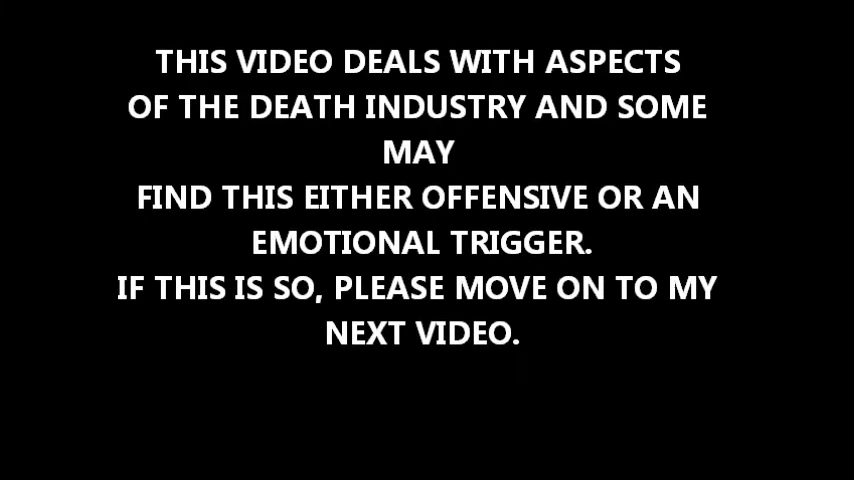 THIS VIDEO DEALS WITH ASPECTS
OF THE DEATH INDUSTRY AND SOME
MAY
FIND THIS EITHER OFFENSIVE OR AN
EMOTIONAL TRIGGER.
IF THIS IS SO, PLEASE MOVE ON TO MY
NEXT VIDEO.